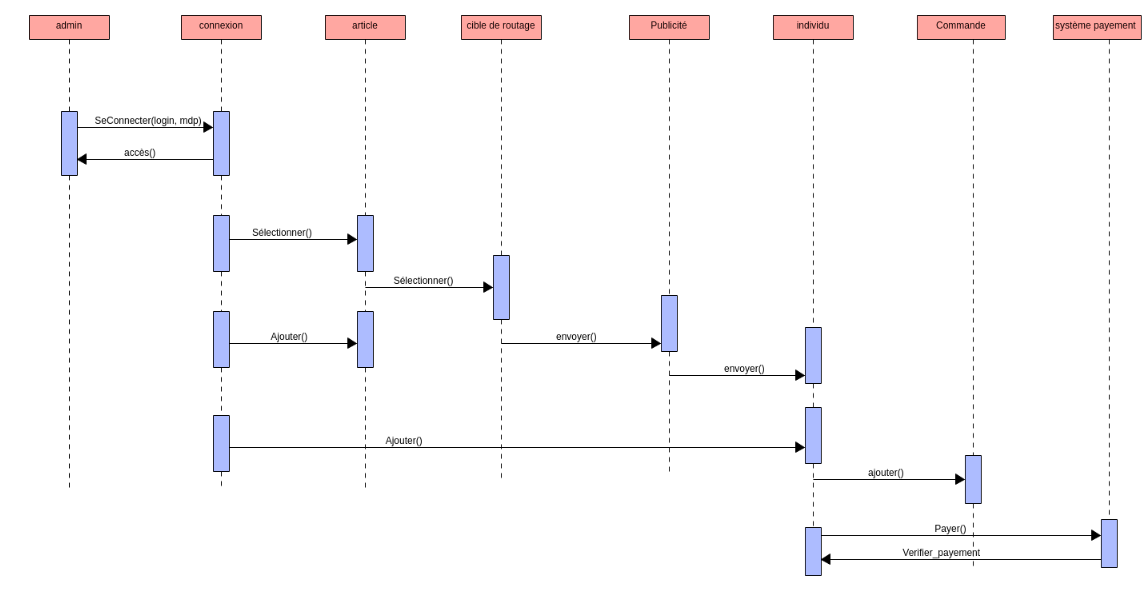 admin
connexion
article
cible de routage
Publicité
individu
Commande
système payement
SeConnecter(login, mdp)
accès()
Sélectionner()
Sélectionner()
Ajouter()
envoyer()
envoyer()
Ajouter()
ajouter()
Payer()
Verifier_payement